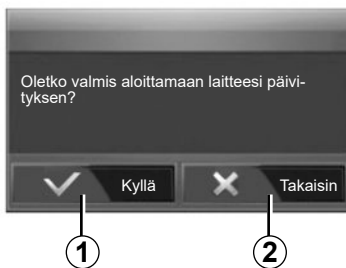 Oletko valmis aloittamaan laitteesi päivi-
tyksen?
Kyllä
Takaisin
1
2